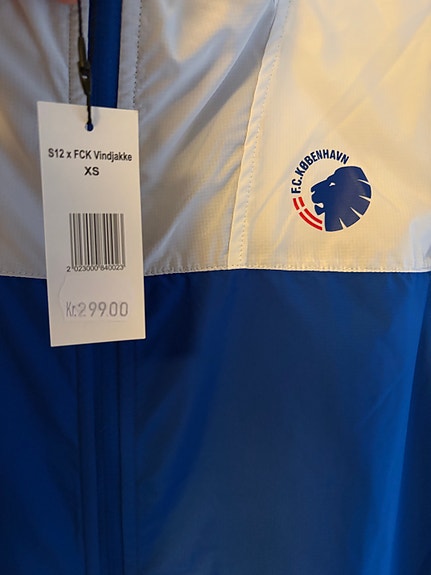 S12 x FCK Vindjakke
XS
2 023000 840023
Kr.299.00
F.C. KØBENHAVN